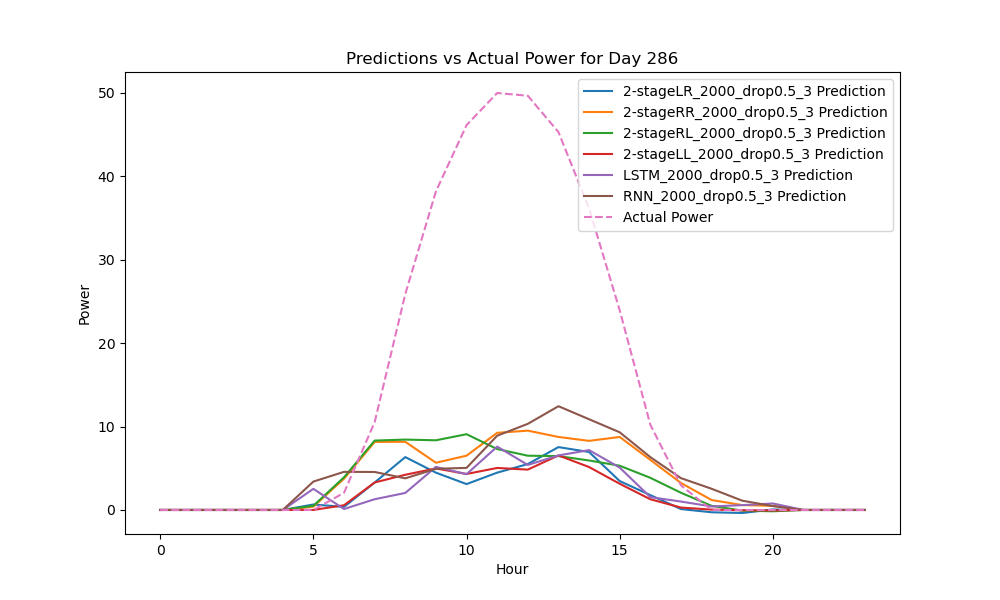 Predictions vs Actual Power for Day 286
2-stageLR_2000_drop0.5_3 Prediction
2-stageRR_2000_drop0.5_3 Prediction
2-stageRL_2000_drop0.5_3 Prediction
2-stageLL_2000_drop0.5_3 Prediction
LSTM_2000_drop0.5_3 Prediction
RNN_2000_drop0.5_3 Prediction
Actual Power
Power
50
40
30
20
10
0
0 5 10 15 20
Hour